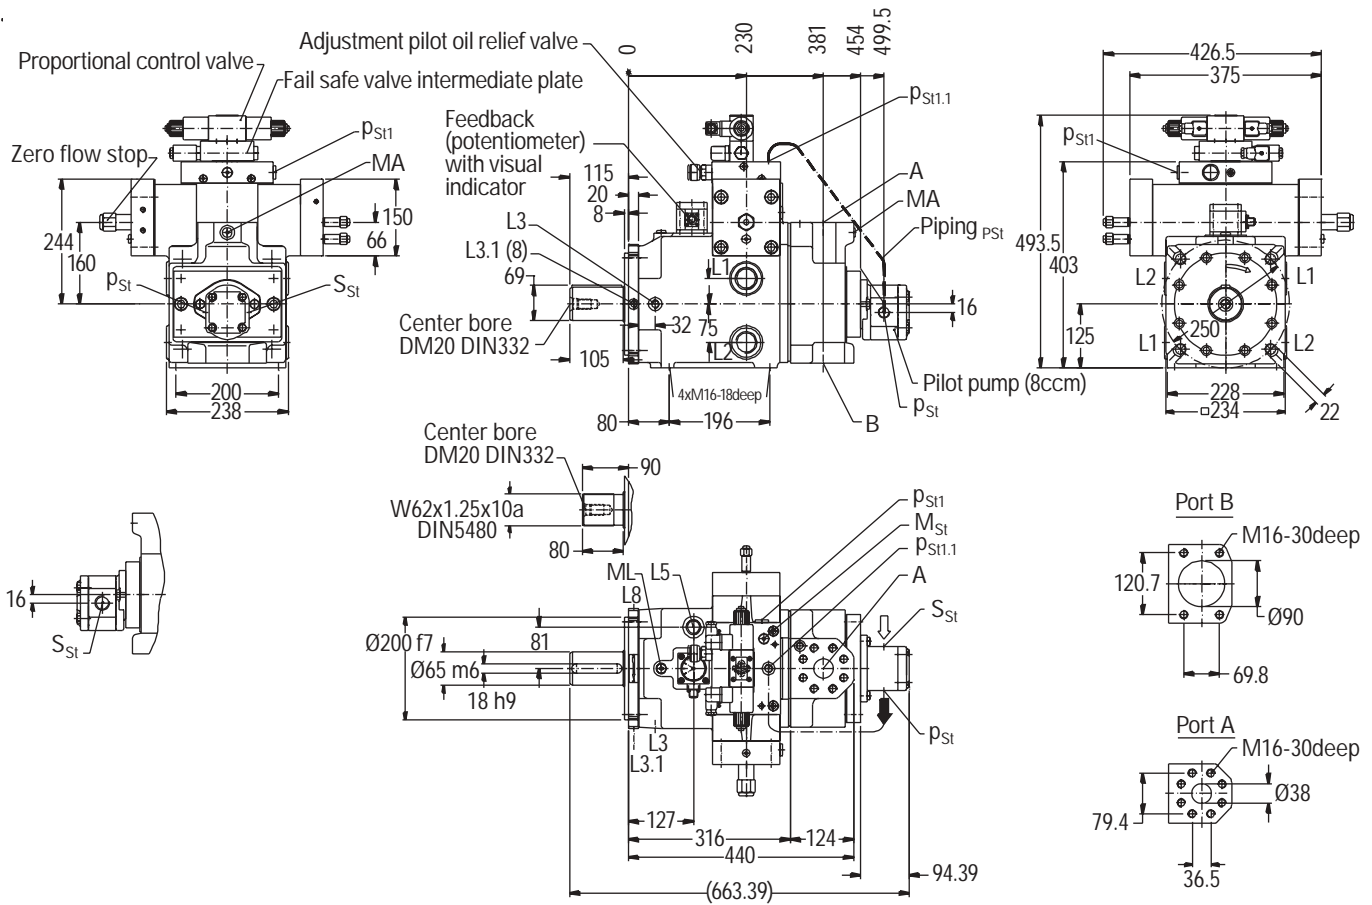 Adjustment pilot oil relief valve
0
230
381
454
499.5
426.5
375
Proportional control valve
Fail safe valve intermediate plate
pSt1.1
Feedback
(potentiometer)
with visual
indicator
pSt1
pSt1
Zero flow stop
MA
115
20
8
A
MA
L3
L3.1 (8)
Piping PSt
244
160
150
66
493.5
403
69
L1
L2
L1
pSt
SSt
16
Center bore
DM20 DIN332
32
75
125
250
L2
L1
L2
105
Pilot pump (8ccm)
200
238
4xM16-18deep
pSt
228
□234
22
80
196
B
Center bore
DM20 DIN332
90
W62x1.25x10a
DIN5480
80
pSt1
MSt
pSt1.1
A
Port B
M16-30deep
120.7
Ø90
69.8
16
SSt
ML
L5
L8
SSt
Ø200 f7
81
Ø65 m6
18 h9
L3
L3.1
pSt
Port A
M16-30deep
Ø38
79.4
36.5
127
316
124
440
94.39
(663.39)